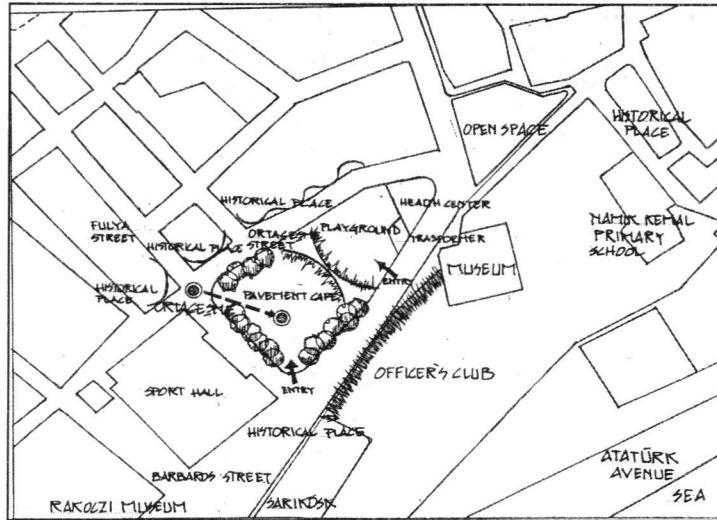 OPEN SPACE
HISTORICAL
PLACE
HISTORICAL PLACE
HEALTH CENTER
FULYA
STREET
ORTAÇEŞME
STREET
PLAYGROUND
NAMIK KEMAL
PRIMARY
SCHOOL
HISTORICAL PLACE
MUSEUM
ENTRY
HISTORICAL
PLACE
PAVEMENT CAFE
ORTAÇEŞME
OFFICER'S CLUB
SPORT HALL
ENTRY
HISTORICAL PLACE
ATATÜRK
AVENUE
BARBAROS STREET
SEA
RAKOCZI MUSEUM
SARIKÖŞK